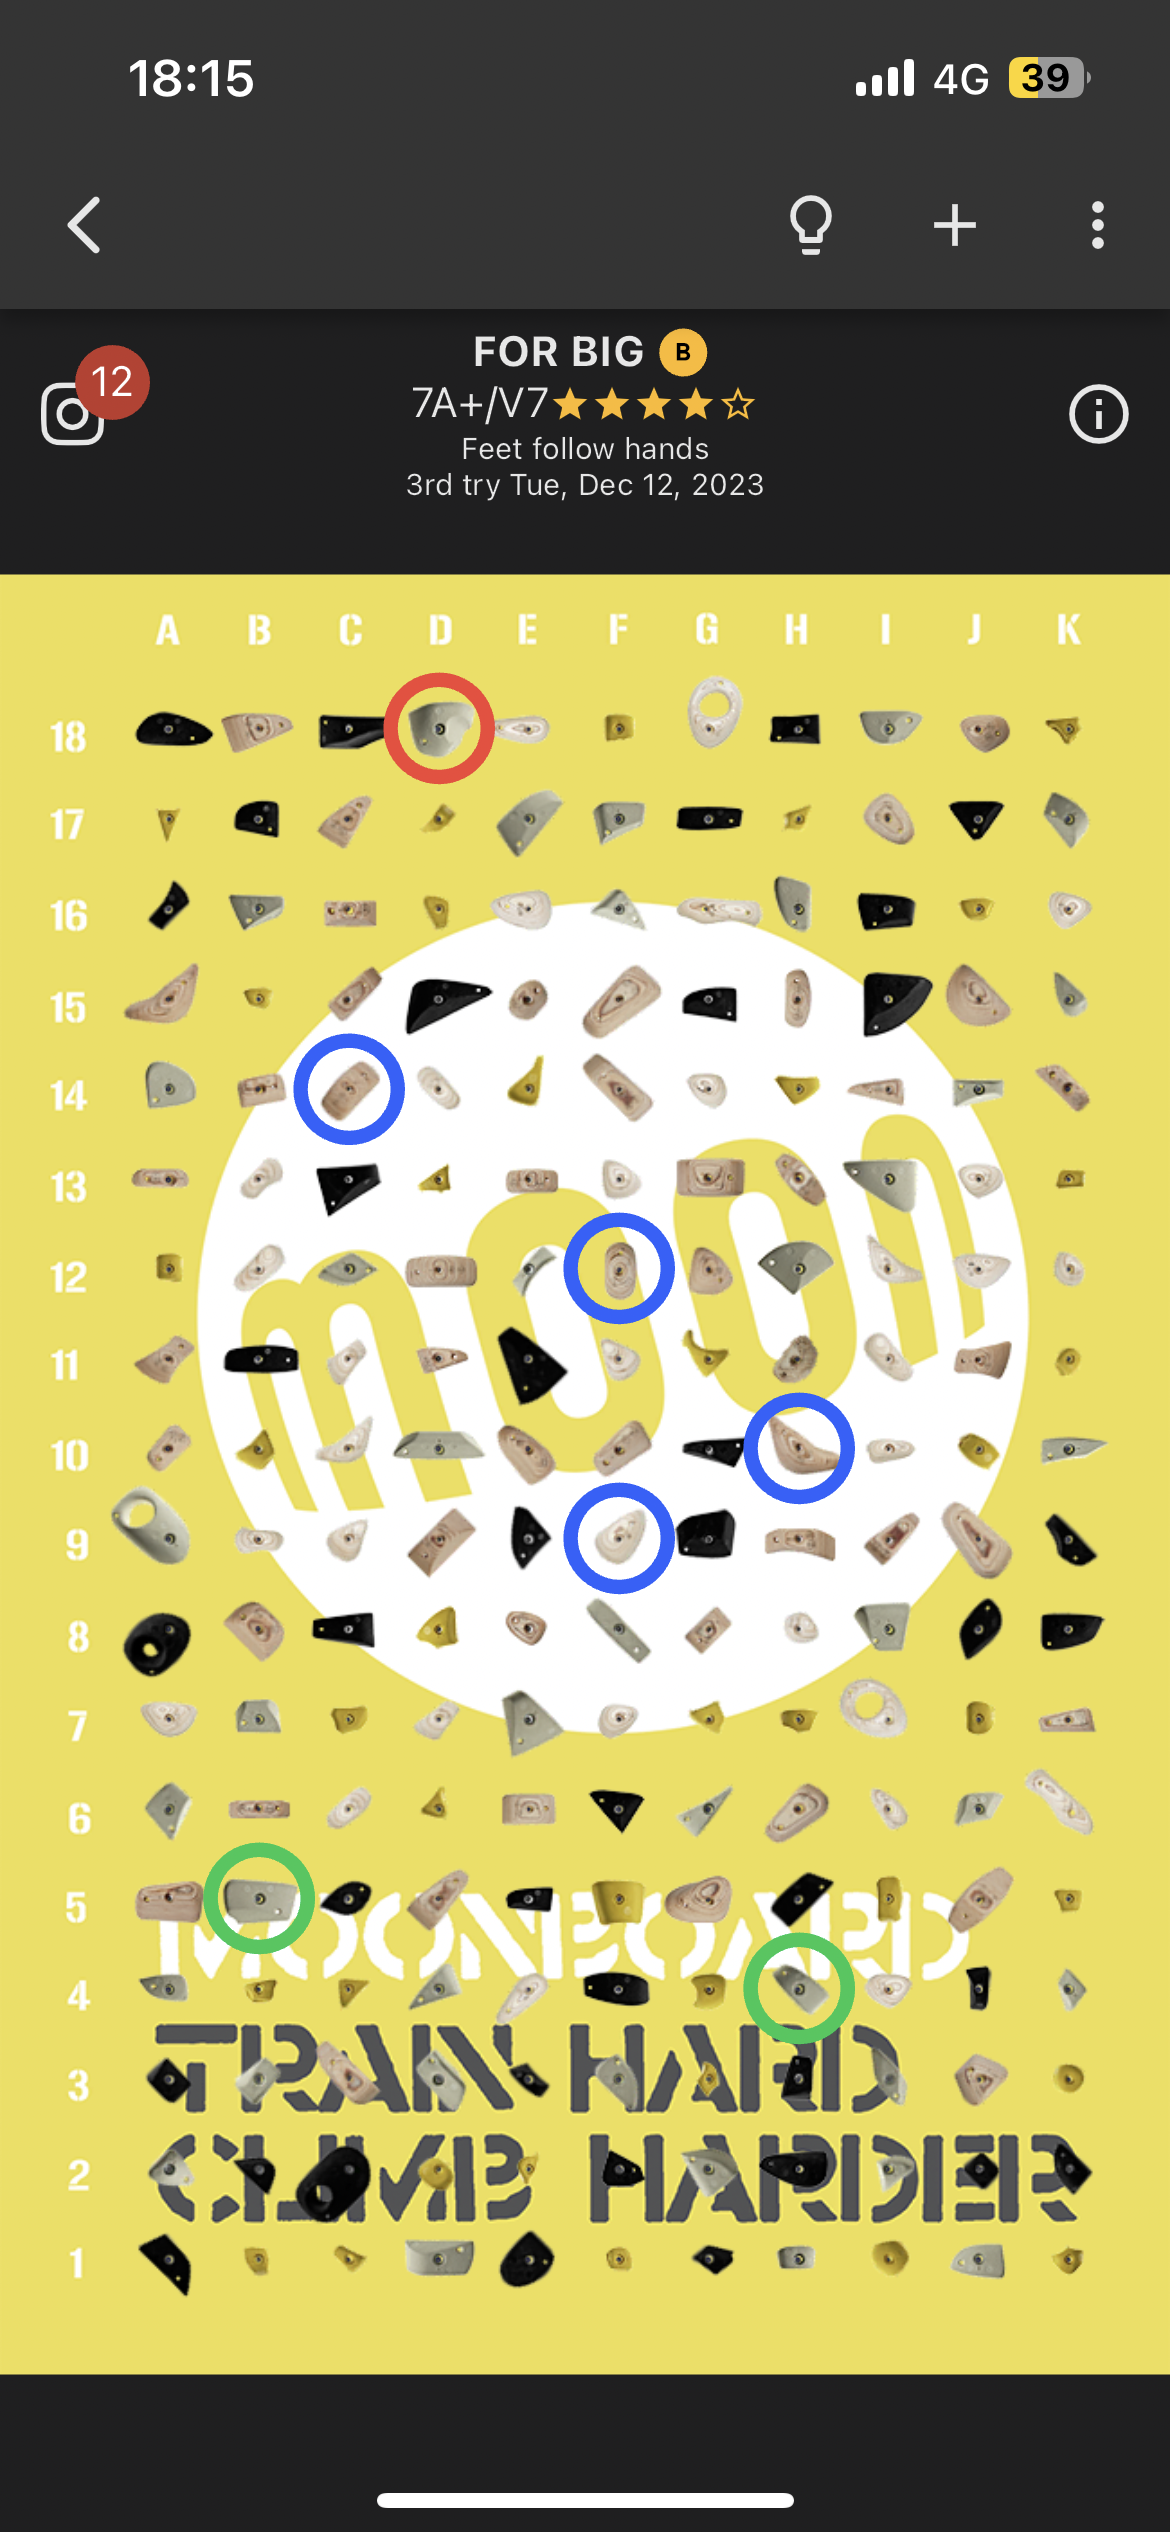 18:15 4G 39
12
FOR BIG B
7A+/V7
Feet follow hands
3rd try Tue, Dec 12, 2023
A B C D E F G H I J K
18
17
16
15
14
13
12
11
10
9
8
7
6
5
4
3
2
1
moon
MOONBOARD
TRAIN HARD
CLIMB HARDER